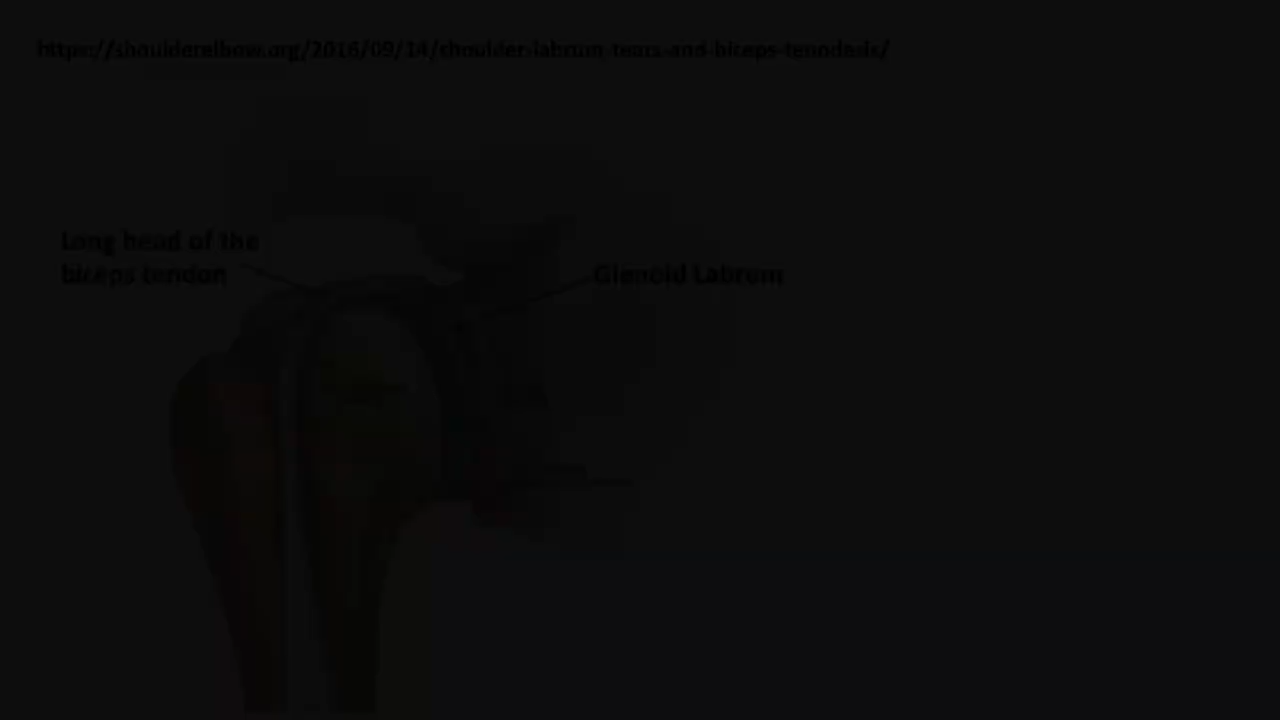 https://shoulderelbow.org/2016/09/14/shoulder-labrum-tears-and-biceps-tenodesis/
Long head of the
biceps tendon
Glenoid Labrum